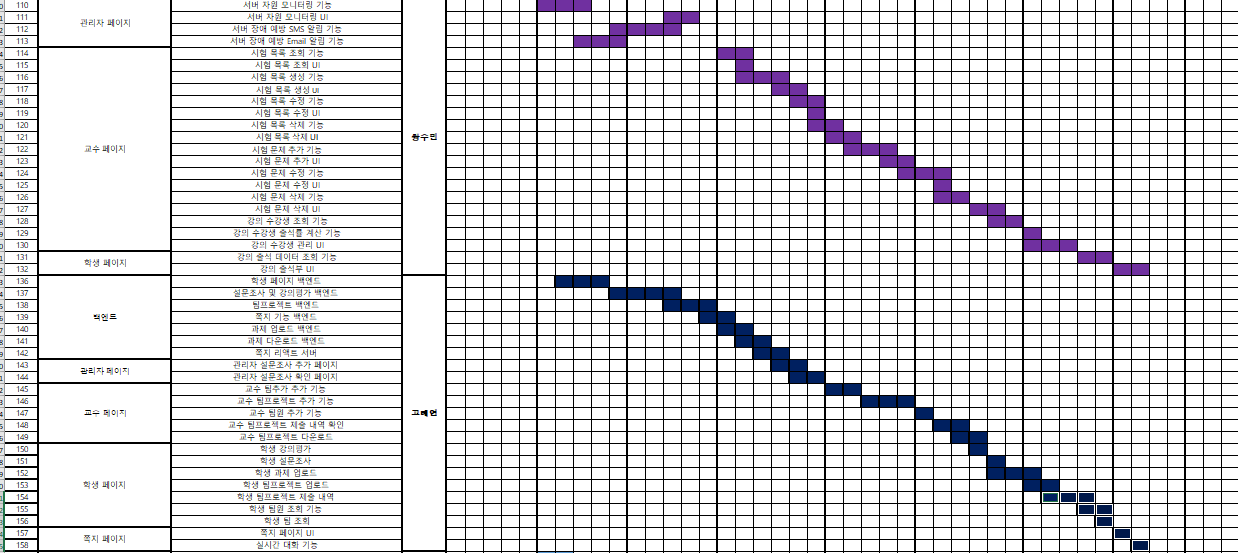 110 서버 자원 모니터링 기능
관리자 페이지
111 서버 자원 모니터링 UI
112 서버 장애 예방 SMS 알림 기능
113 서버 장애 예방 Email 알림 기능
114 시험 목록 조회 기능
115 시험 목록 조회 UI
116 시험 목록 생성 기능
117 시험 목록 생성 UI
118 시험 목록 수정 기능
119 시험 목록 수정 UI
120 시험 목록 삭제 기능
121 시험 목록 삭제 UI
교수 페이지
122 시험 문제 추가 기능
123 시험 문제 추가 UI
124 시험 문제 수정 기능
125 시험 문제 수정 UI
126 시험 문제 삭제 기능
127 시험 문제 삭제 UI
128 강의 수강생 조회 기능
129 강의 수강생 출석률 계산 기능
130 강의 수강생 관리 UI
학생 페이지
131 강의 출석 데이터 조회 기능
132 강의 출석부 UI
136 학생 페이지 백엔드
137 설문조사 및 강의평가 백엔드
138 팀프로젝트 백엔드
백엔드
139 쪽지 기능 백엔드
140 과제 업로드 백엔드
141 과제 다운로드 백엔드
142 쪽지 리액트 서버
관리자 페이지
143 관리자 설문조사 추가 페이지
144 관리자 설문조사 확인 페이지
145 교수 팀추가 추가 기능
146 교수 팀프로젝트 추가 기능
교수 페이지
147 교수 팀원 추가 기능
148 교수 팀프로젝트 제출 내역 확인
149 교수 팀프로젝트 다운로드
150 학생 강의평가
151 학생 설문조사
152 학생 과제 업로드
학생 페이지
153 학생 팀프로젝트 업로드
154 학생 팀프로젝트 제출 내역
155 학생 팀원 조회 기능
156 학생 팀 조회
쪽지 페이지
157 쪽지 페이지 UI
158 실시간 대화 기능